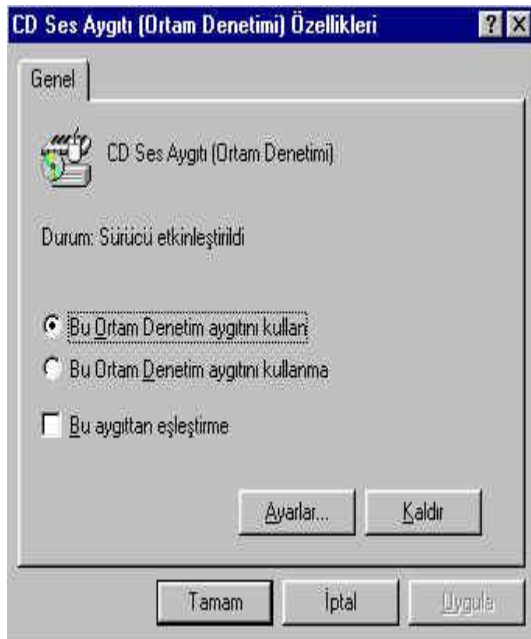 CD Ses Aygıtı (Ortam Denetimi) Özellikleri
Genel
CD Ses Aygıtı (Ortam Denetimi)
Durum: Sürücü etkinleştirildi
Bu Ortam Denetim aygıtını kullan
Bu Ortam Denetim aygıtını kullanma
Bu aygıttan eşleştirme
Ayarlar... Kaldır
Tamam İptal Uygula